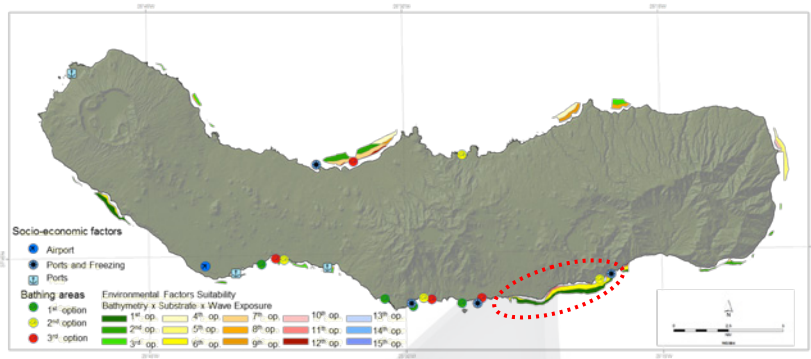 Socio-economic factors
Airport
Ports and Freezing
Ports
Bathing areas
1st option
2nd option
3rd option
Environmental Factors Suitability
Bathymetry x Substrate x Wave Exposure
1st op. 4th op. 7th op. 10th op. 13th op.
2nd op. 5th op. 8th op. 11th op. 14th op.
3rd op. 6th op. 9th op. 12th op. 15th op.
N